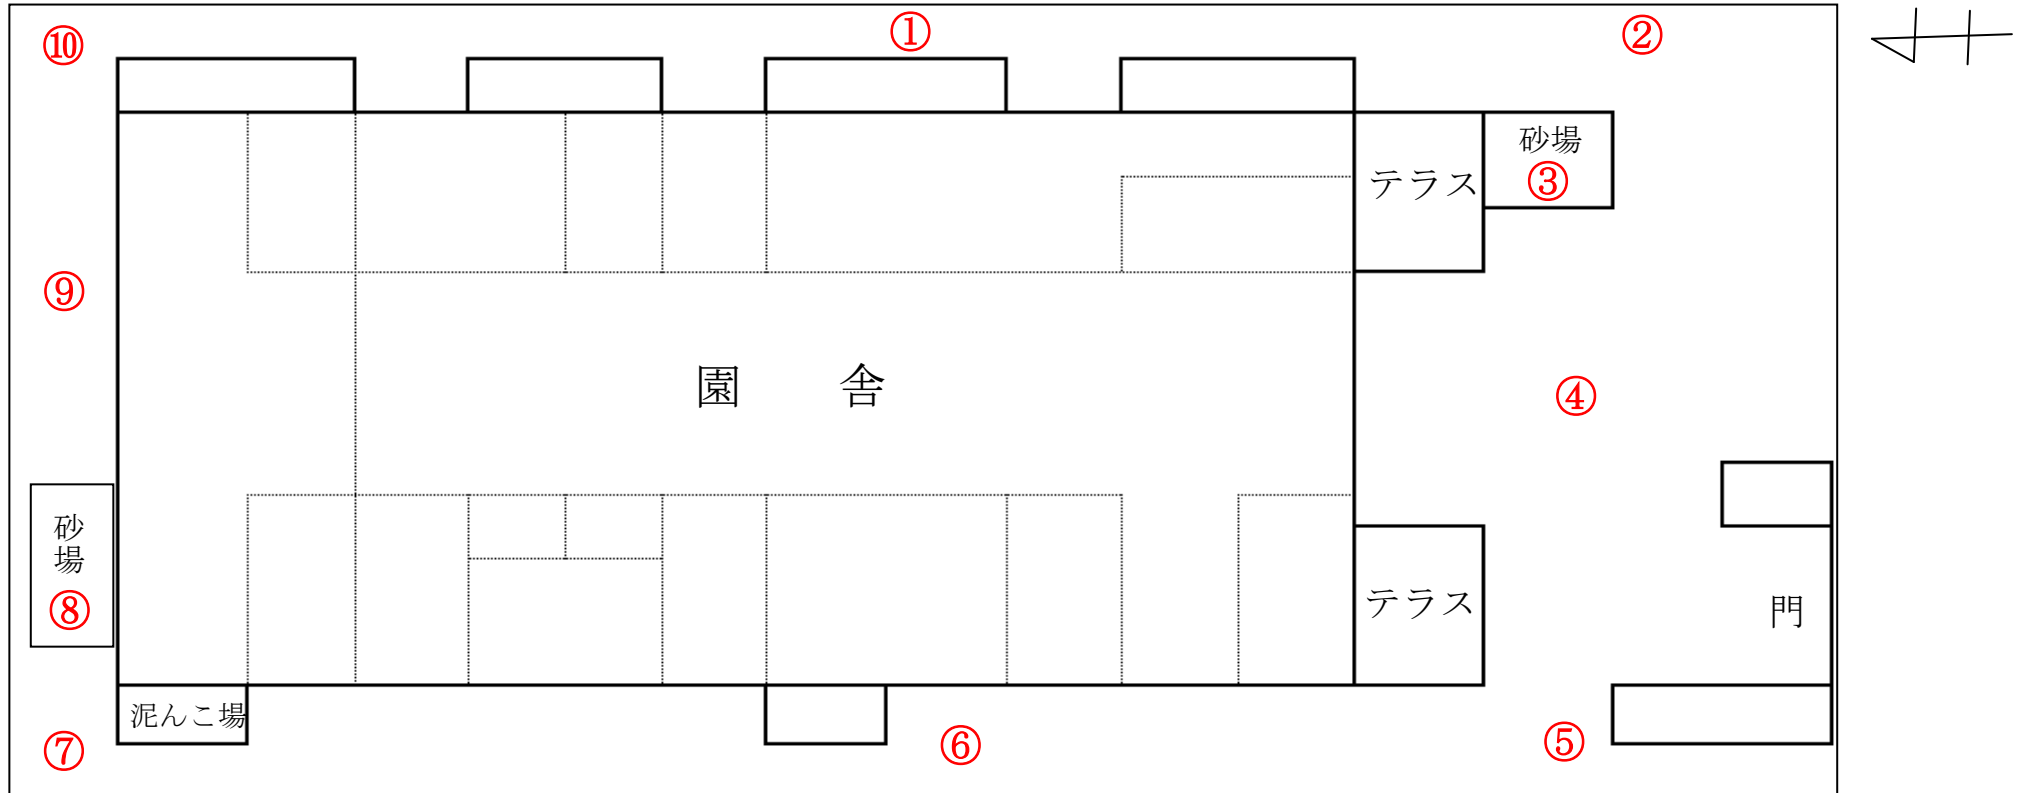 ⑩
①
②
砂場
③
テラス
⑨
園　舎
④
砂
場
⑧
テラス
門
泥んこ場
⑦
⑥
⑤